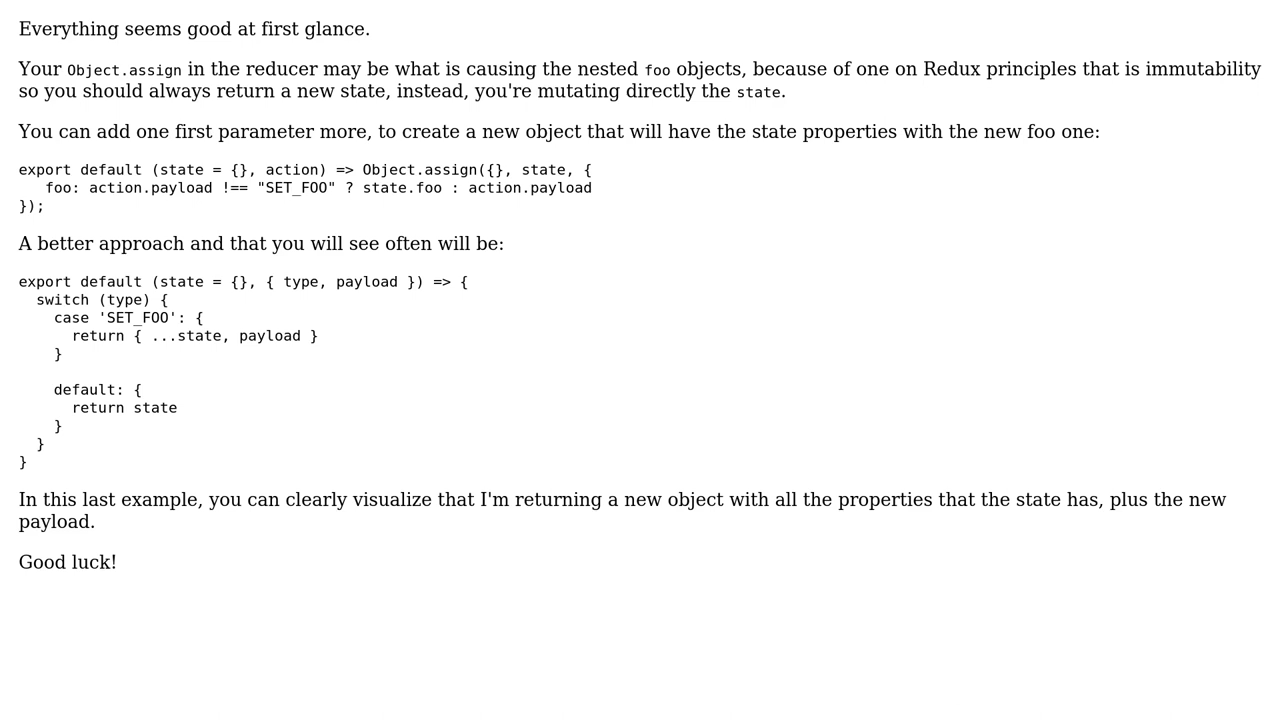 Everything seems good at first glance.
Your Object.assign in the reducer may be what is causing the nested foo objects, because of one on Redux principles that is immutability
so you should always return a new state, instead, you're mutating directly the state.
You can add one first parameter more, to create a new object that will have the state properties with the new foo one:
export default (state = {}, action) => Object.assign({}, state, {
   foo: action.payload !== "SET_FOO" ? state.foo : action.payload
});
A better approach and that you will see often will be:
export default (state = {}, { type, payload }) => {
  switch (type) {
    case 'SET_FOO': {
      return { ...state, payload }
    }

    default: {
      return state
    }
  }
}
In this last example, you can clearly visualize that I'm returning a new object with all the properties that the state has, plus the new
payload.
Good luck!